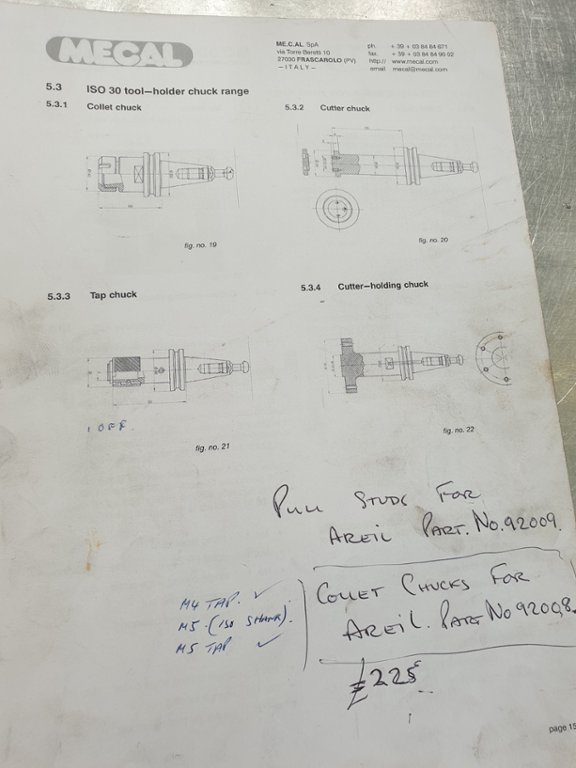 MECAL
ME.C.AL. SpA
via Torre Beretti 10
27030 FRASCAROLO (PV)
– I T A L Y –
ph. + 39 + 03 84 84 671
fax. + 39 + 03 84 84 90 92
http:// www.mecal.com
email mecal@mecal.com
5.3 ISO 30 tool–holder chuck range
5.3.1 Collet chuck
5.3.2 Cutter chuck
fig. no. 19
fig. no. 20
5.3.3 Tap chuck
5.3.4 Cutter–holding chuck
1 OFF.
fig. no. 21
fig. no. 22
PULL STUDS FOR
AREIL PART. No. 92009.
COLLET CHUCKS FOR
AREIL. PART No 92008.
M4 TAP. ✓
M5. (ISO SHANK).
M5 TAP ✓
£225
page 15